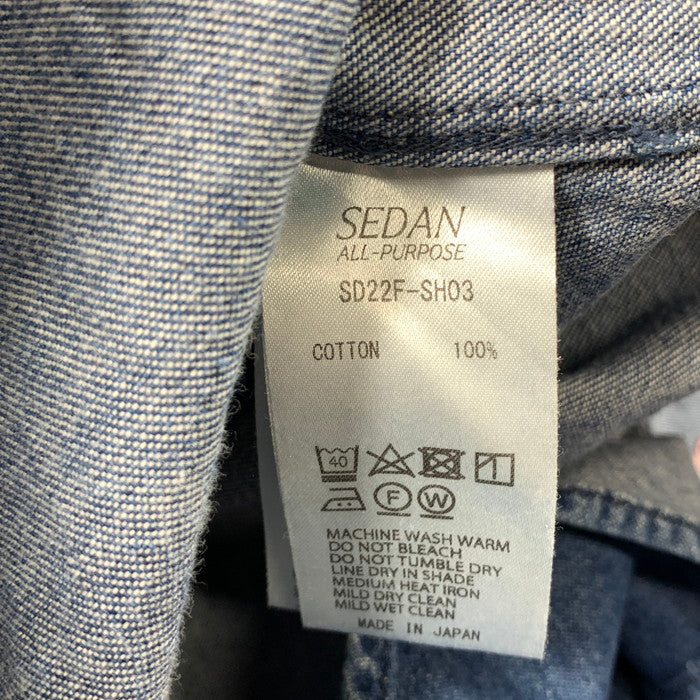 SEDAN
ALL-PURPOSE
SD22F-SH03
COTTON 100%
40
F W
MACHINE WASH WARM
DO NOT BLEACH
DO NOT TUMBLE DRY
LINE DRY IN SHADE
MEDIUM HEAT IRON
MILD DRY CLEAN
MILD WET CLEAN
MADE IN JAPAN